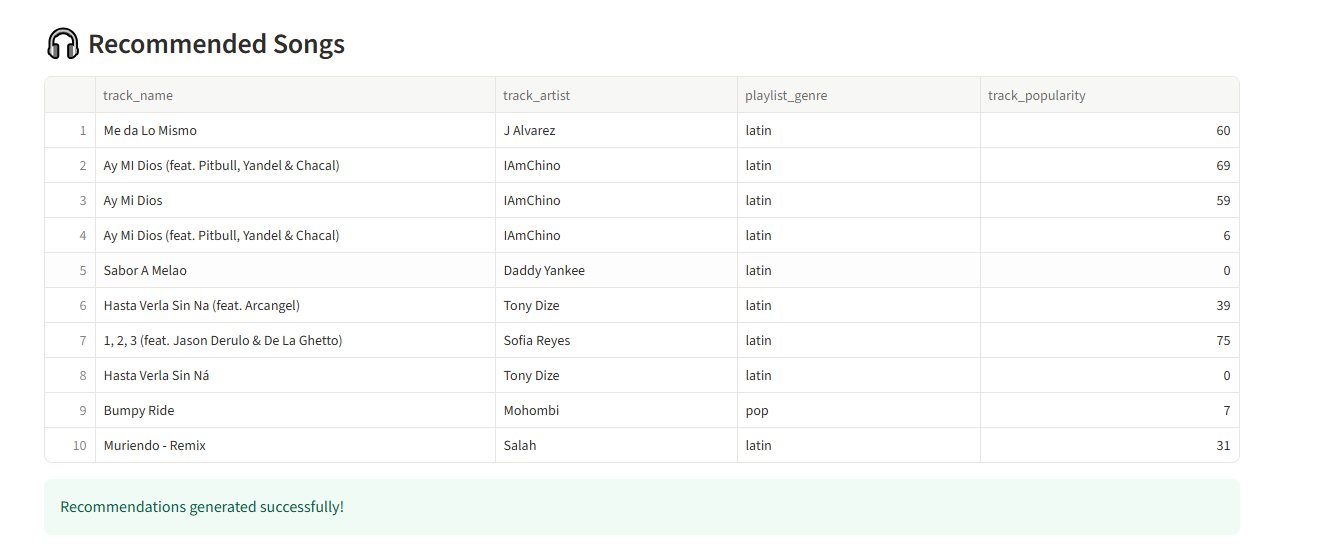 Recommended Songs
track_name track_artist playlist_genre track_popularity
1 Me da Lo Mismo J Alvarez latin 60
2 Ay MI Dios (feat. Pitbull, Yandel & Chacal) IAmChino latin 69
3 Ay Mi Dios IAmChino latin 59
4 Ay Mi Dios (feat. Pitbull, Yandel & Chacal) IAmChino latin 6
5 Sabor A Melao Daddy Yankee latin 0
6 Hasta Verla Sin Na (feat. Arcangel) Tony Dize latin 39
7 1, 2, 3 (feat. Jason Derulo & De La Ghetto) Sofia Reyes latin 75
8 Hasta Verla Sin Ná Tony Dize latin 0
9 Bumpy Ride Mohombi pop 7
10 Muriendo - Remix Salah latin 31
Recommendations generated successfully!